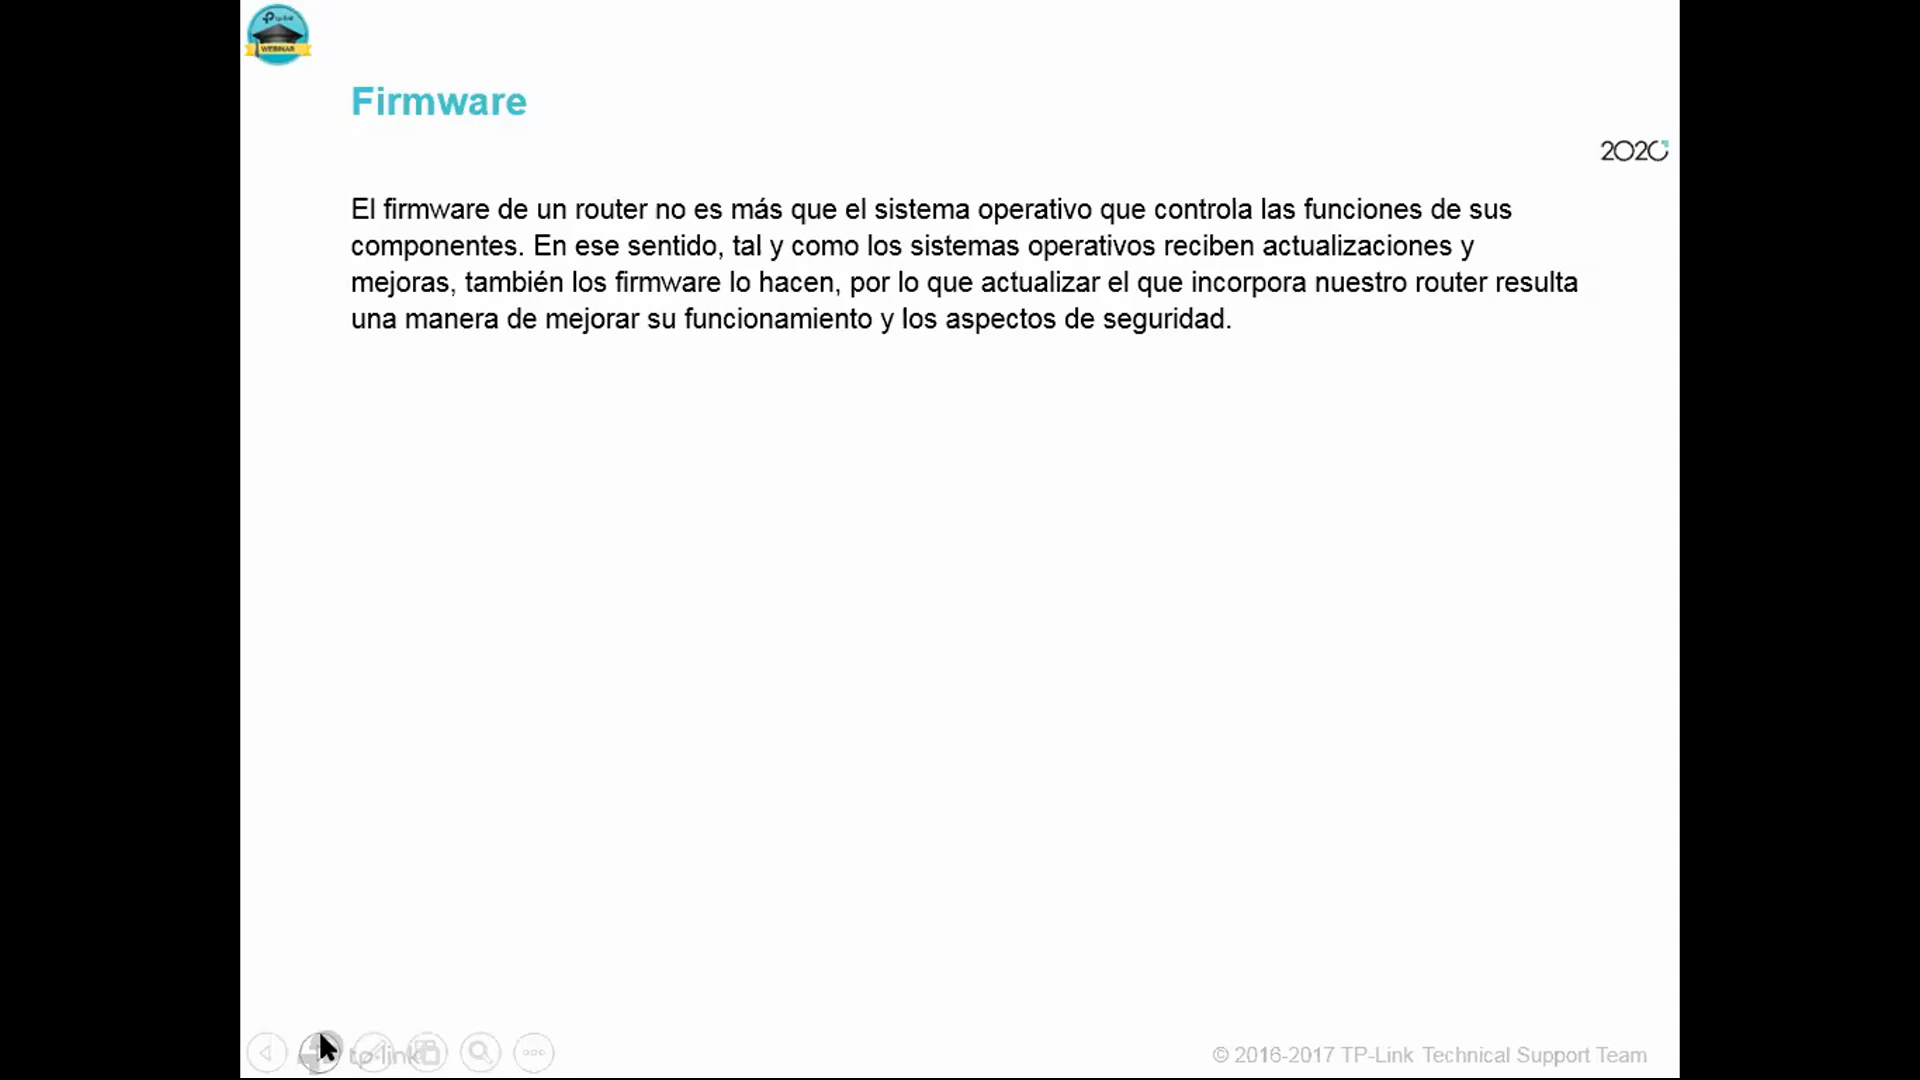 tp-link
WEBINAR
Firmware
2020
El firmware de un router no es más que el sistema operativo que controla las funciones de sus
componentes. En ese sentido, tal y como los sistemas operativos reciben actualizaciones y
mejoras, también los firmware lo hacen, por lo que actualizar el que incorpora nuestro router resulta
una manera de mejorar su funcionamiento y los aspectos de seguridad.
tp-link
© 2016-2017 TP-Link Technical Support Team